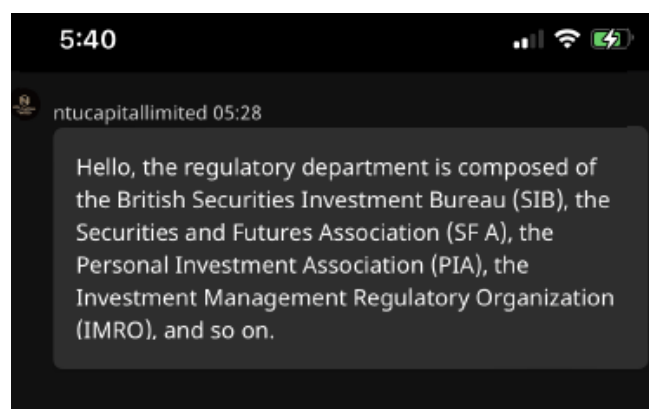 5:40
ntucapitallimited 05:28
Hello, the regulatory department is composed of
the British Securities Investment Bureau (SIB), the
Securities and Futures Association (SF A), the
Personal Investment Association (PIA), the
Investment Management Regulatory Organization
(IMRO), and so on.